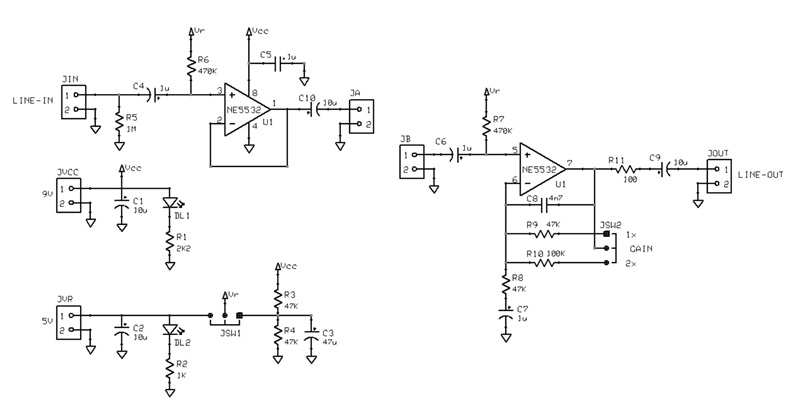 Vr
Vcc
R6
470K
C5
1u
JIN
1
2
LINE-IN
C4
1u
R5
1M
3
2
8
4
1
NE5532
U1
C10
10u
JA
1
2
JVCC
1
2
9V
Vcc
C1
10u
DL1
R1
2K2
Vr
R7
470K
JB
1
2
C6
1u
5
6
7
NE5532
U1
R11
100
C9
10u
JOUT
1
2
LINE-OUT
C8
4n7
R9
47K
JSW2
1x
GAIN
2x
R10
100K
R8
47K
C7
1u
JVR
1
2
5V
C2
10u
DL2
R2
1K
Vr
JSW1
Vcc
R3
47K
R4
47K
C3
47u